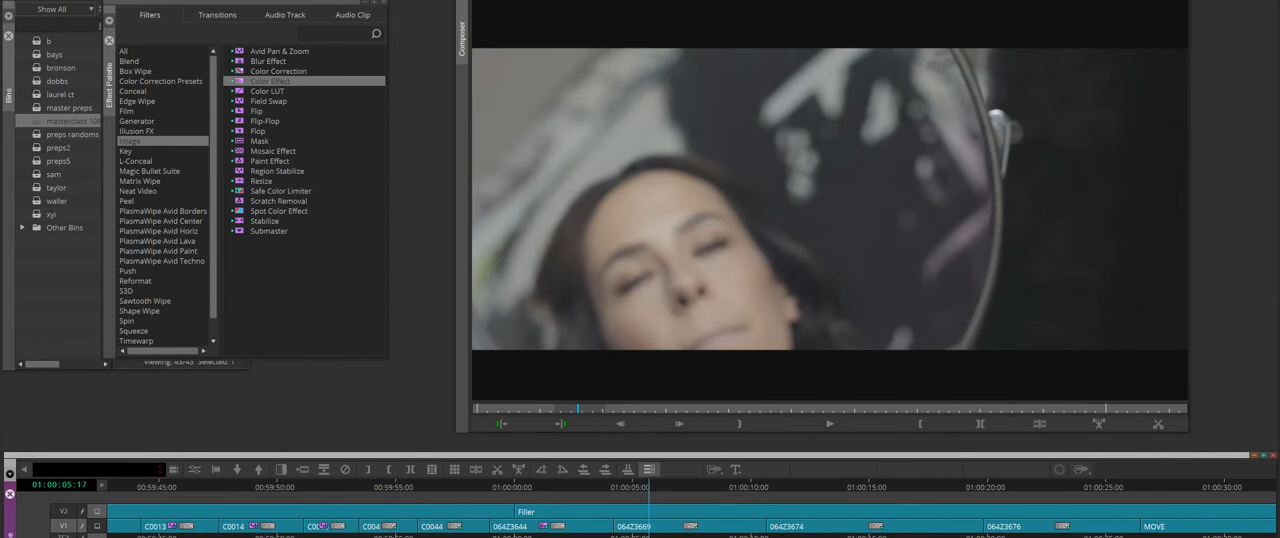 Show All
Filters
Transitions
Audio Track
Audio Clip
Bins
b
bays
bronson
dobbs
laurel ct
master preps
masterclass 108
preps randoms
preps2
preps5
sam
taylor
waller
xyi
Other Bins
Effect Palette
All
Blend
Box Wipe
Color Correction Presets
Conceal
Edge Wipe
Film
Generator
Illusion FX
Image
Key
L-Conceal
Magic Bullet Suite
Matrix Wipe
Neat Video
Peel
PlasmaWipe Avid Borders
PlasmaWipe Avid Center
PlasmaWipe Avid Horiz
PlasmaWipe Avid Lava
PlasmaWipe Avid Paint
PlasmaWipe Avid Techno
Push
Reformat
S3D
Sawtooth Wipe
Shape Wipe
Spin
Squeeze
Timewarp
Avid Pan & Zoom
Blur Effect
Color Correction
Color Effect
Color LUT
Field Swap
Flip
Flip-Flop
Flop
Mask
Mosaic Effect
Paint Effect
Region Stabilize
Resize
Safe Color Limiter
Scratch Removal
Spot Color Effect
Stabilize
Submaster
Viewing: 43/43 Selected: 1
Composer
01:00:05:17
00:59:45:00
00:59:50:00
00:59:55:00
01:00:00:00
01:00:05:00
01:00:10:00
01:00:15:00
01:00:20:00
01:00:25:00
01:00:30:00
V2
Filler
V1
C0013
C0014
C0044
064Z3644
064Z3669
064Z3674
064Z3676
MOVE